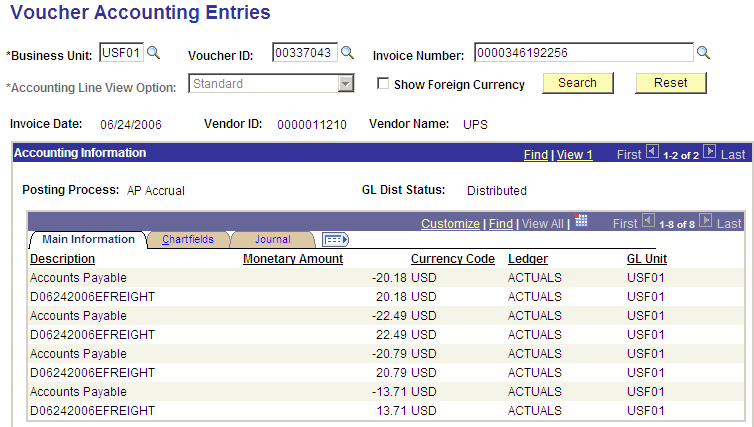 Voucher Accounting Entries
*Business Unit: USF01 Voucher ID: 00337043 Invoice Number: 0000346192256
*Accounting Line View Option: Standard Show Foreign Currency Search Reset
Invoice Date: 06/24/2006 Vendor ID: 0000011210 Vendor Name: UPS
Accounting Information Find | View 1 First 1-2 of 2 Last
Posting Process: AP Accrual GL Dist Status: Distributed
Customize | Find | View All | First 1-8 of 8 Last
Main Information Chartfields Journal
Description Monetary Amount Currency Code Ledger GL Unit
Accounts Payable -20.18 USD ACTUALS USF01
D06242006EFREIGHT 20.18 USD ACTUALS USF01
Accounts Payable -22.49 USD ACTUALS USF01
D06242006EFREIGHT 22.49 USD ACTUALS USF01
Accounts Payable -20.79 USD ACTUALS USF01
D06242006EFREIGHT 20.79 USD ACTUALS USF01
Accounts Payable -13.71 USD ACTUALS USF01
D06242006EFREIGHT 13.71 USD ACTUALS USF01